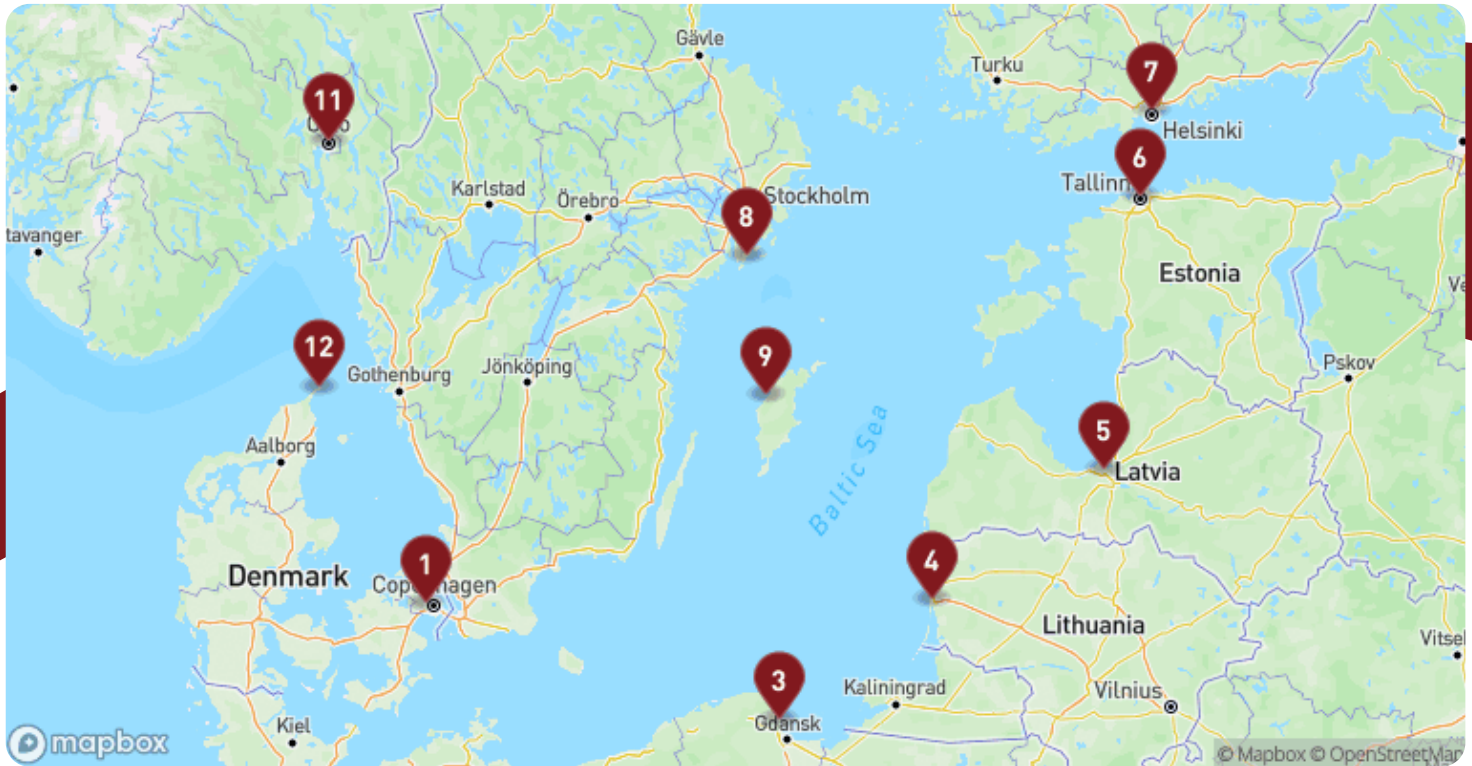 Gävle
Turku
7
11
Helsinki
6
Tallinn
Karlstad
Örebro
Stockholm
8
tavanger
Estonia
12
9
Gothenburg
Jönköping
Pskov
Baltic Sea
5
Aalborg
Latvia
1
4
Denmark
Copenhagen
Lithuania
3
Kaliningrad
Vilnius
Gdansk
Kiel
mapbox
© Mapbox © OpenStreetMap